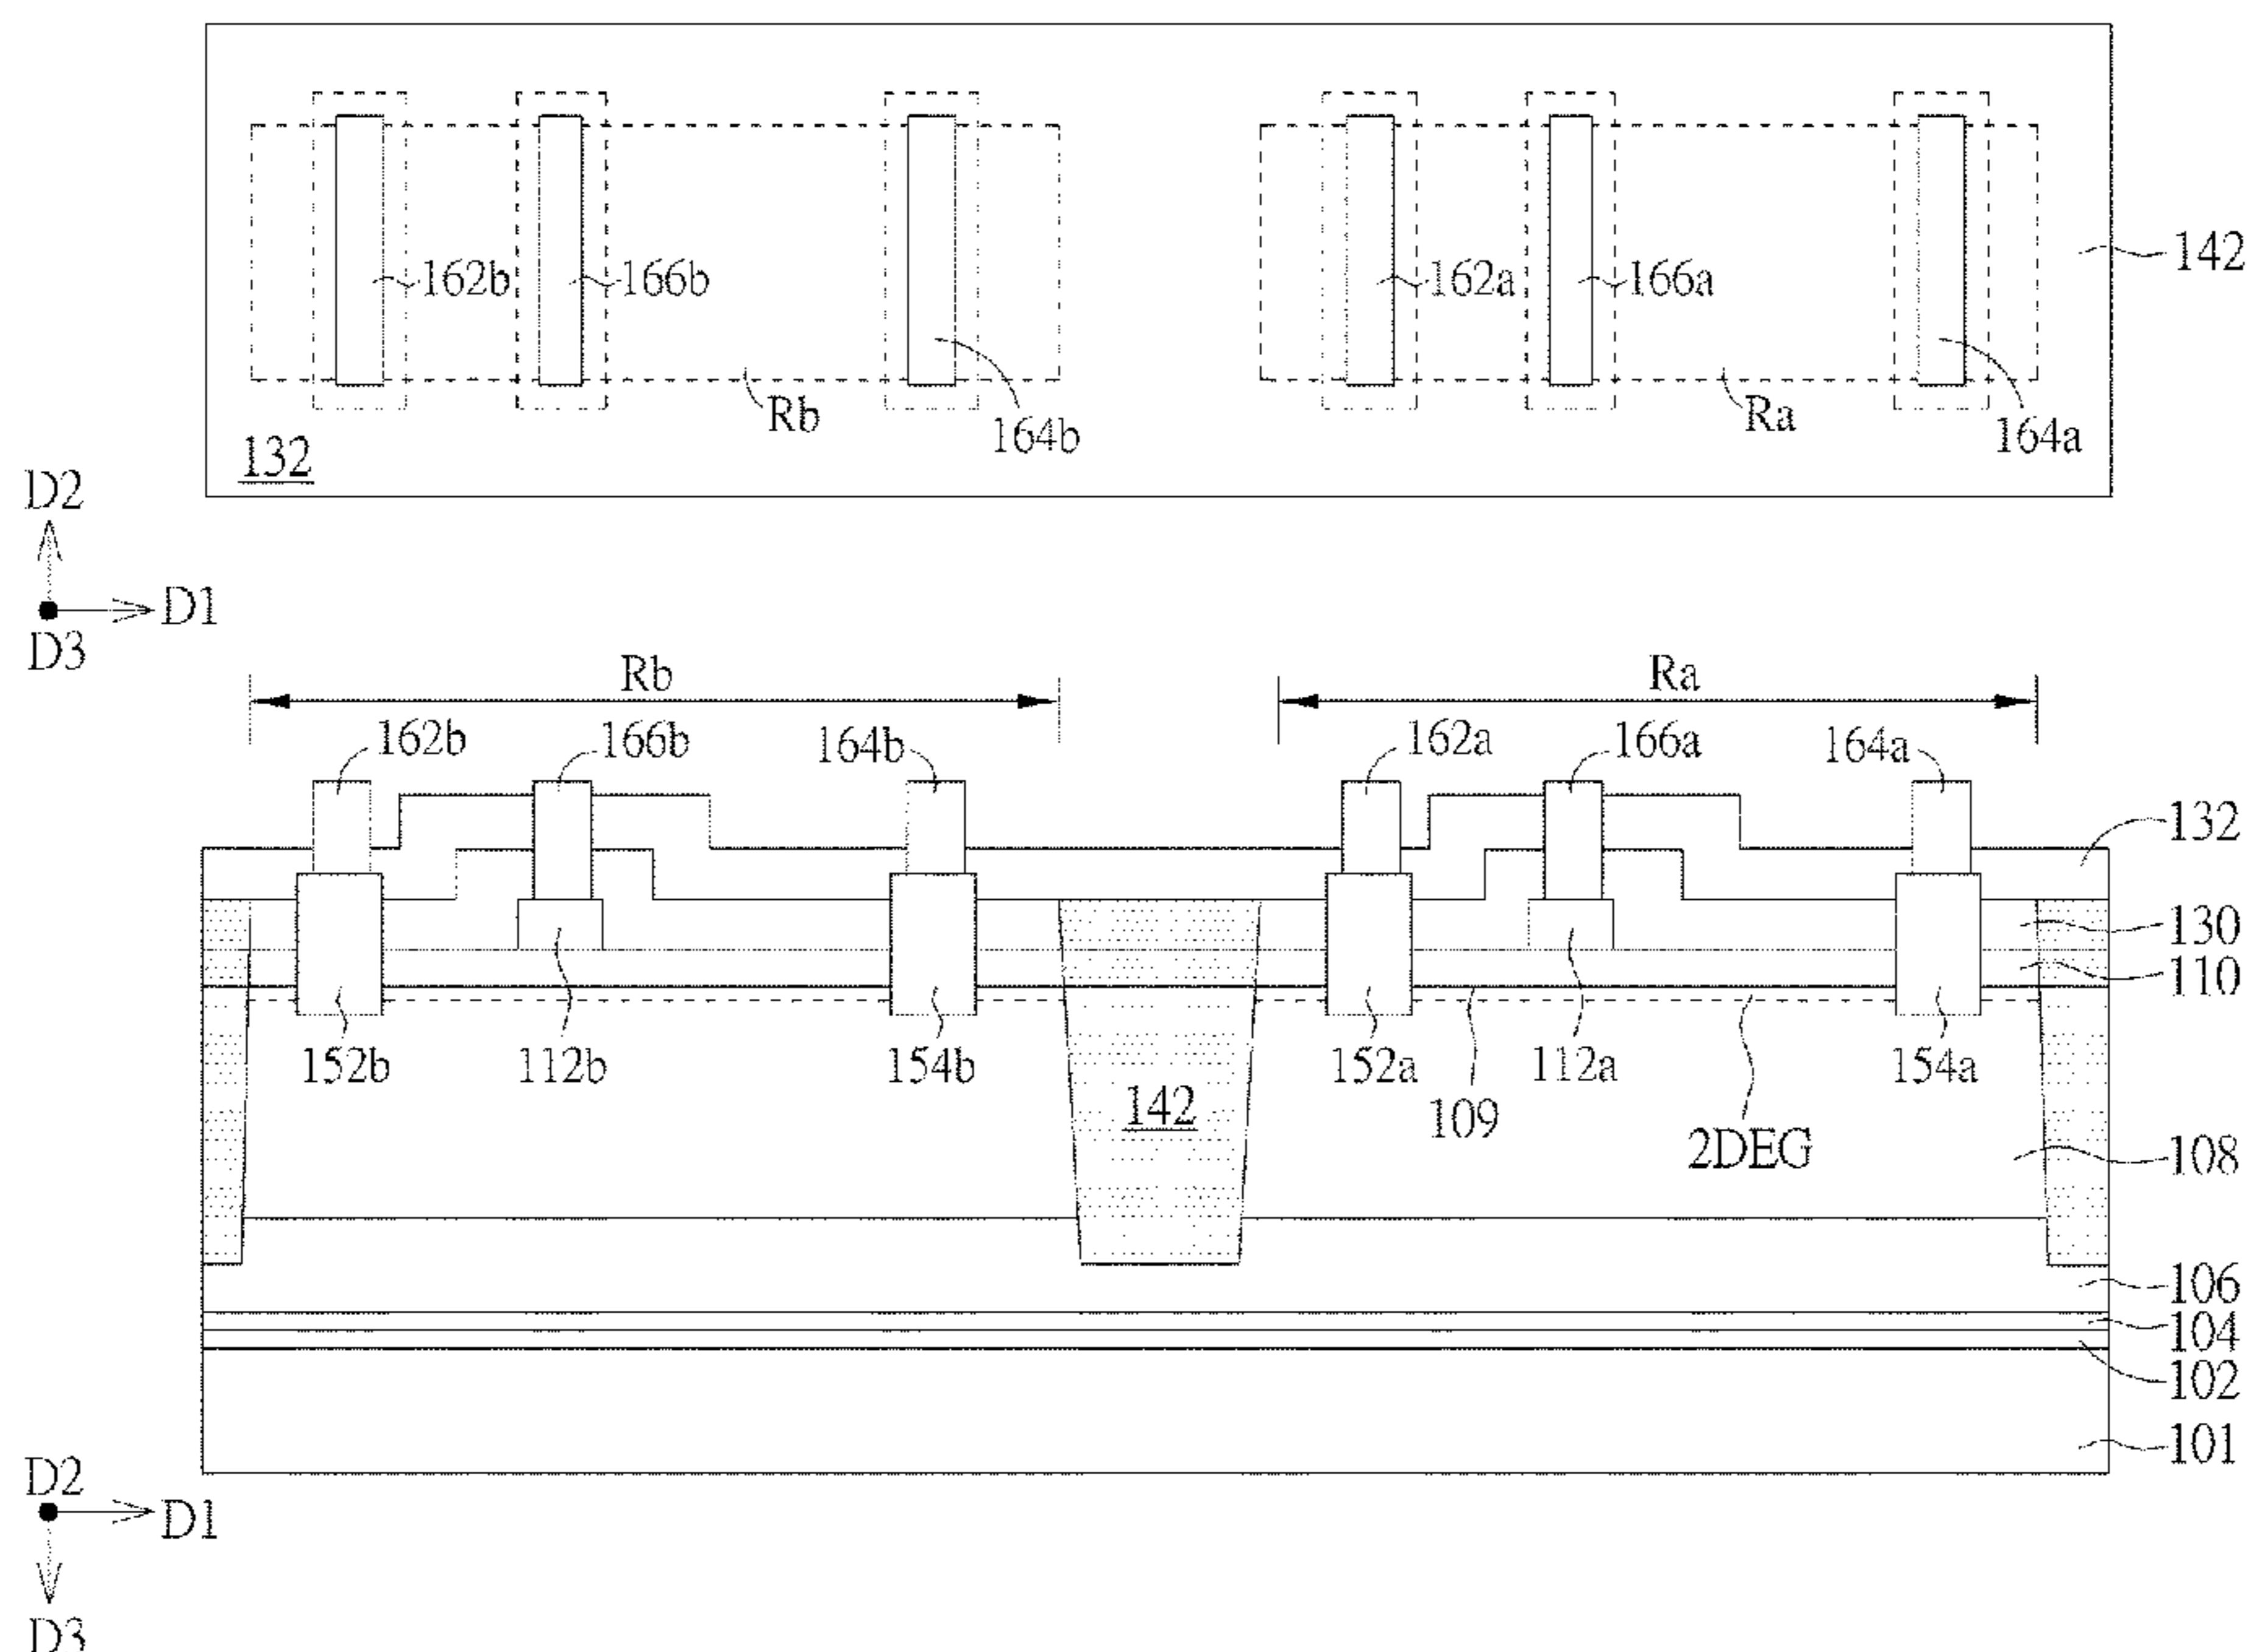 162b 166b 162a 166a 142
Rb 164b Ra 164a
132
D2
D1
D3
Rb Ra
162b 166b 164b 162a 166a 164a
132
130
110
152b 112b 154b 152a 112a 154a
142 109 2DEG 108
106
104
102
101
D2
D1
D3